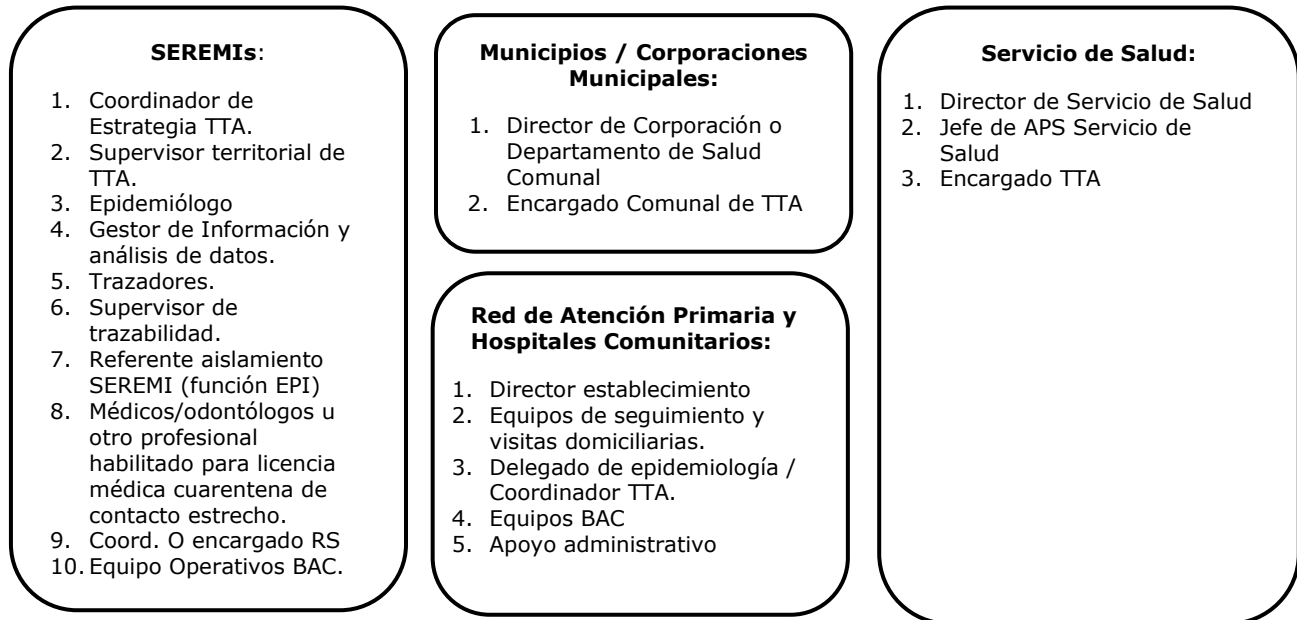 SEREMIs:
1. Coordinador de
Estrategia TTA.
2. Supervisor territorial de
TTA.
3. Epidemiólogo
4. Gestor de Información y
análisis de datos.
5. Trazadores.
6. Supervisor de
trazabilidad.
7. Referente aislamiento
SEREMI (función EPI)
8. Médicos/odontólogos u
otro profesional
habilitado para licencia
médica cuarentena de
contacto estrecho.
9. Coord. O encargado RS
10. Equipo Operativos BAC.
Municipios / Corporaciones
Municipales:
1. Director de Corporación o
Departamento de Salud
Comunal
2. Encargado Comunal de TTA
Red de Atención Primaria y
Hospitales Comunitarios:
1. Director establecimiento
2. Equipos de seguimiento y
visitas domiciliarias.
3. Delegado de epidemiología /
Coordinador TTA.
4. Equipos BAC
5. Apoyo administrativo
Servicio de Salud:
1. Director de Servicio de Salud
2. Jefe de APS Servicio de
Salud
3. Encargado TTA